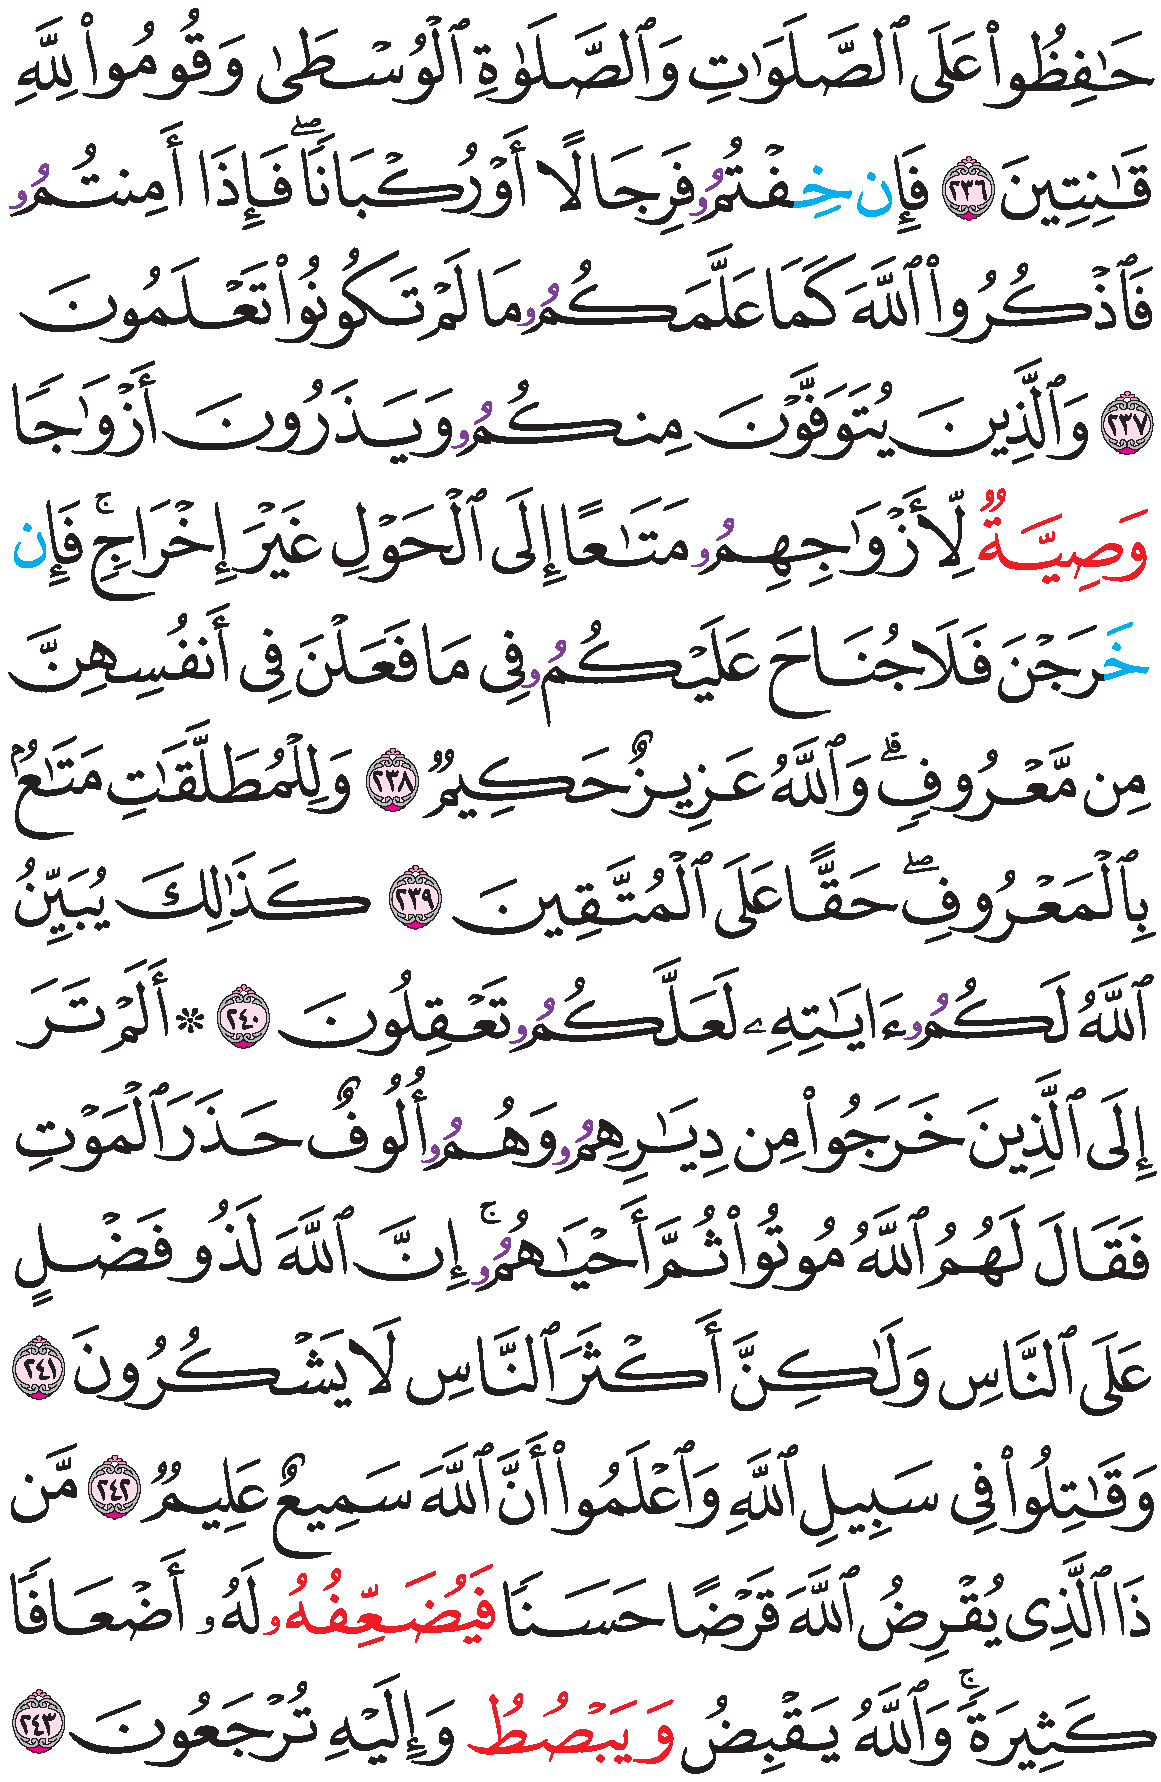 حَٰفِظُواْ عَلَى ٱلصَّلَوَٰتِ وَٱلصَّلَوٰةِ ٱلْوُسْطَىٰ وَقُومُواْ لِلَّهِ
قَٰنِتِينَ ٢٣٦ فَإِن خِفْتُمُۥ فَرِجَالًا أَوْ رُكْبَانًاۖ فَإِذَا أَمِنتُمُۥ
فَٱذْكُرُواْ ٱللَّهَ كَمَا عَلَّمَكُمُۥ مَا لَمْ تَكُونُواْ تَعْلَمُونَ
٢٣٧ وَٱلَّذِينَ يُتَوَفَّوْنَ مِنكُمُۥ وَيَذَرُونَ أَزْوَٰجًا
وَصِيَّةٌ لِّأَزْوَٰجِهِمُۥ مَتَٰعًا إِلَى ٱلْحَوْلِ غَيْرَ إِخْرَاجٍۚ فَإِن
خَرَجْنَ فَلَا جُنَاحَ عَلَيْكُمُۥ فِى مَا فَعَلْنَ فِى أَنفُسِهِنَّ
مِن مَّعْرُوفٍۗ وَٱللَّهُ عَزِيزٌ حَكِيمٌ ٢٣٨ وَلِلْمُطَلَّقَٰتِ مَتَٰعُۢ
بِٱلْمَعْرُوفِۖ حَقًّا عَلَى ٱلْمُتَّقِينَ ٢٣٩ كَذَٰلِكَ يُبَيِّنُ
ٱللَّهُ لَكُمُۥ ءَايَٰتِهِۦ لَعَلَّكُمُۥ تَعْقِلُونَ ٢٤٠ ۞ أَلَمْ تَرَ
إِلَى ٱلَّذِينَ خَرَجُواْ مِن دِيَٰرِهِمُۥ وَهُمُۥ أُلُوفٌ حَذَرَ ٱلْمَوْتِ
فَقَالَ لَهُمُ ٱللَّهُ مُوتُواْ ثُمَّ أَحْيَٰهُمُۥۚ إِنَّ ٱللَّهَ لَذُو فَضْلٍ
عَلَى ٱلنَّاسِ وَلَٰكِنَّ أَكْثَرَ ٱلنَّاسِ لَا يَشْكُرُونَ ٢٤١
وَقَٰتِلُواْ فِى سَبِيلِ ٱللَّهِ وَٱعْلَمُواْ أَنَّ ٱللَّهَ سَمِيعٌ عَلِيمٌ ٢٤٢ مَّن
ذَا ٱلَّذِى يُقْرِضُ ٱللَّهَ قَرْضًا حَسَنًا فَيُضَعِّفُهُۥ لَهُۥ أَضْعَافًا
كَثِيرَةًۚ وَٱللَّهُ يَقْبِضُ وَيَبْصُطُ وَإِلَيْهِ تُرْجَعُونَ ٢٤٣